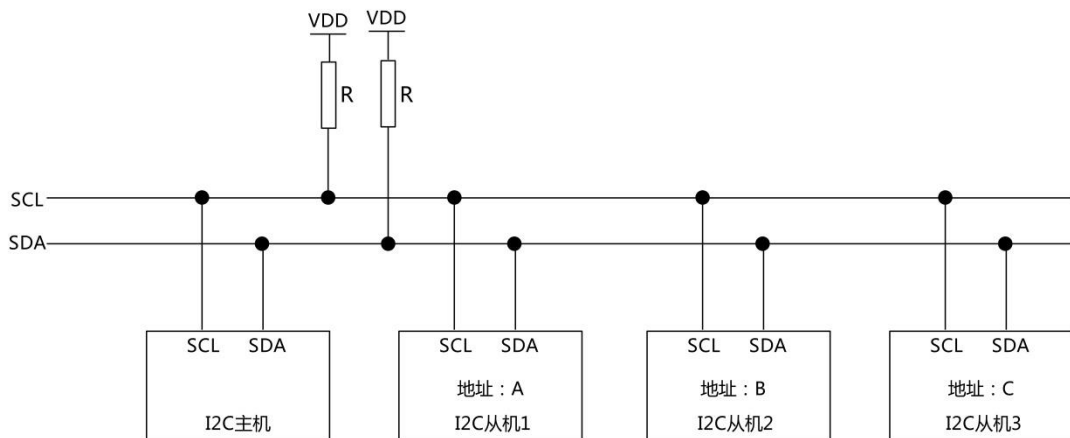 VDD VDD
R R
SCL
SDA
SCL SDA SCL SDA SCL SDA SCL SDA
地址：A 地址：B 地址：C
I2C主机 I2C从机1 I2C从机2 I2C从机3